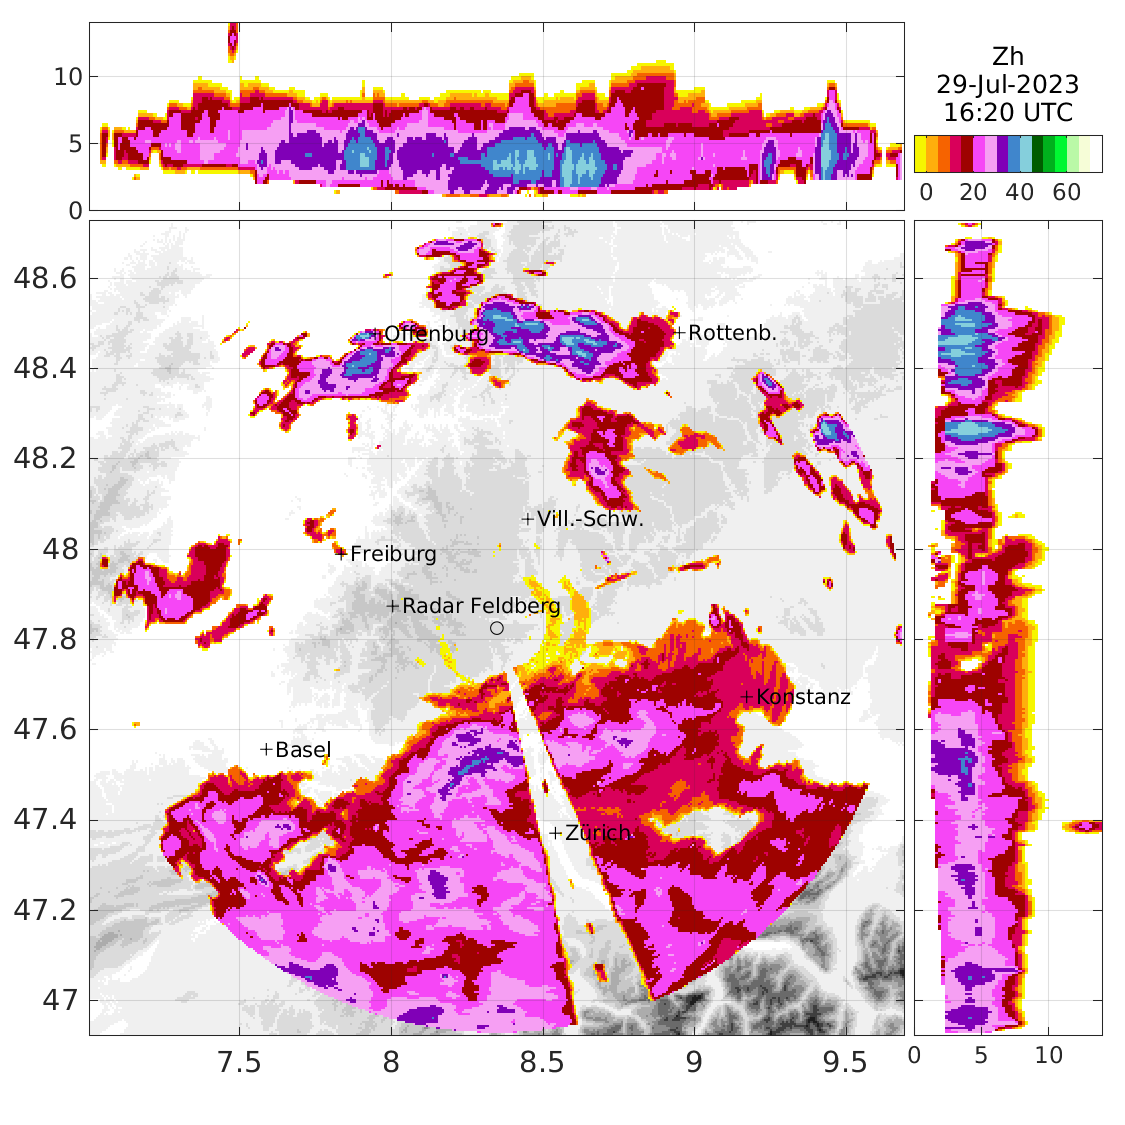 10
5
0
Zh
29-Jul-2023
16:20 UTC
0 20 40 60
48.6
48.4
48.2
48
47.8
47.6
47.4
47.2
47
+Offenburg
+Rottenb.
+Vill.-Schw.
+Freiburg
+Radar Feldberg
+Konstanz
+Basel
+Zürich
7.5 8 8.5 9 9.5
0 5 10